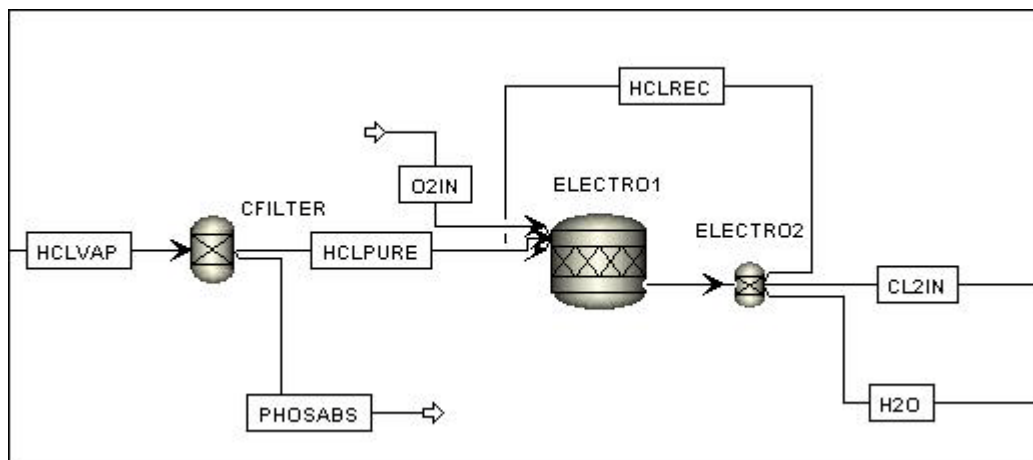 HCLREC
O2IN
ELECTRO1
CFILTER
ELECTRO2
HCLVAP
HCLPURE
CL2IN
PHOSABS
H2O